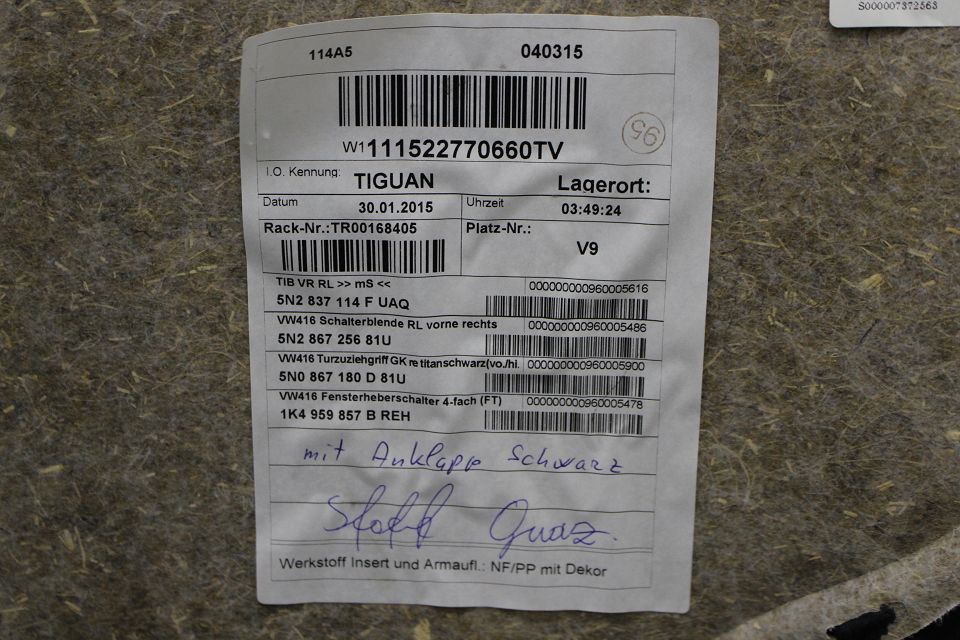 S000007372563
114A5 040315
W1111522770660TV
95
I.O. Kennung: TIGUAN Lagerort:
Datum 30.01.2015 Uhrzeit 03:49:24
Rack-Nr.:TR00168405 Platz-Nr.: V9
TIB VR RL >> mS << 000000000960005616
5N2 837 114 F UAQ
VW416 Schalterblende RL vorne rechts 000000000960005486
5N2 867 256 81U
VW416 Turzuziehgriff GK re titanschwarz(vo./hi. 000000000960005900
5N0 867 180 D 81U
VW416 Fensterheberschalter 4-fach (FT) 000000000960005478
1K4 959 857 B REH
mit Anklapp Schwarz
Werkstoff Insert und Armaufl.: NF/PP mit Dekor